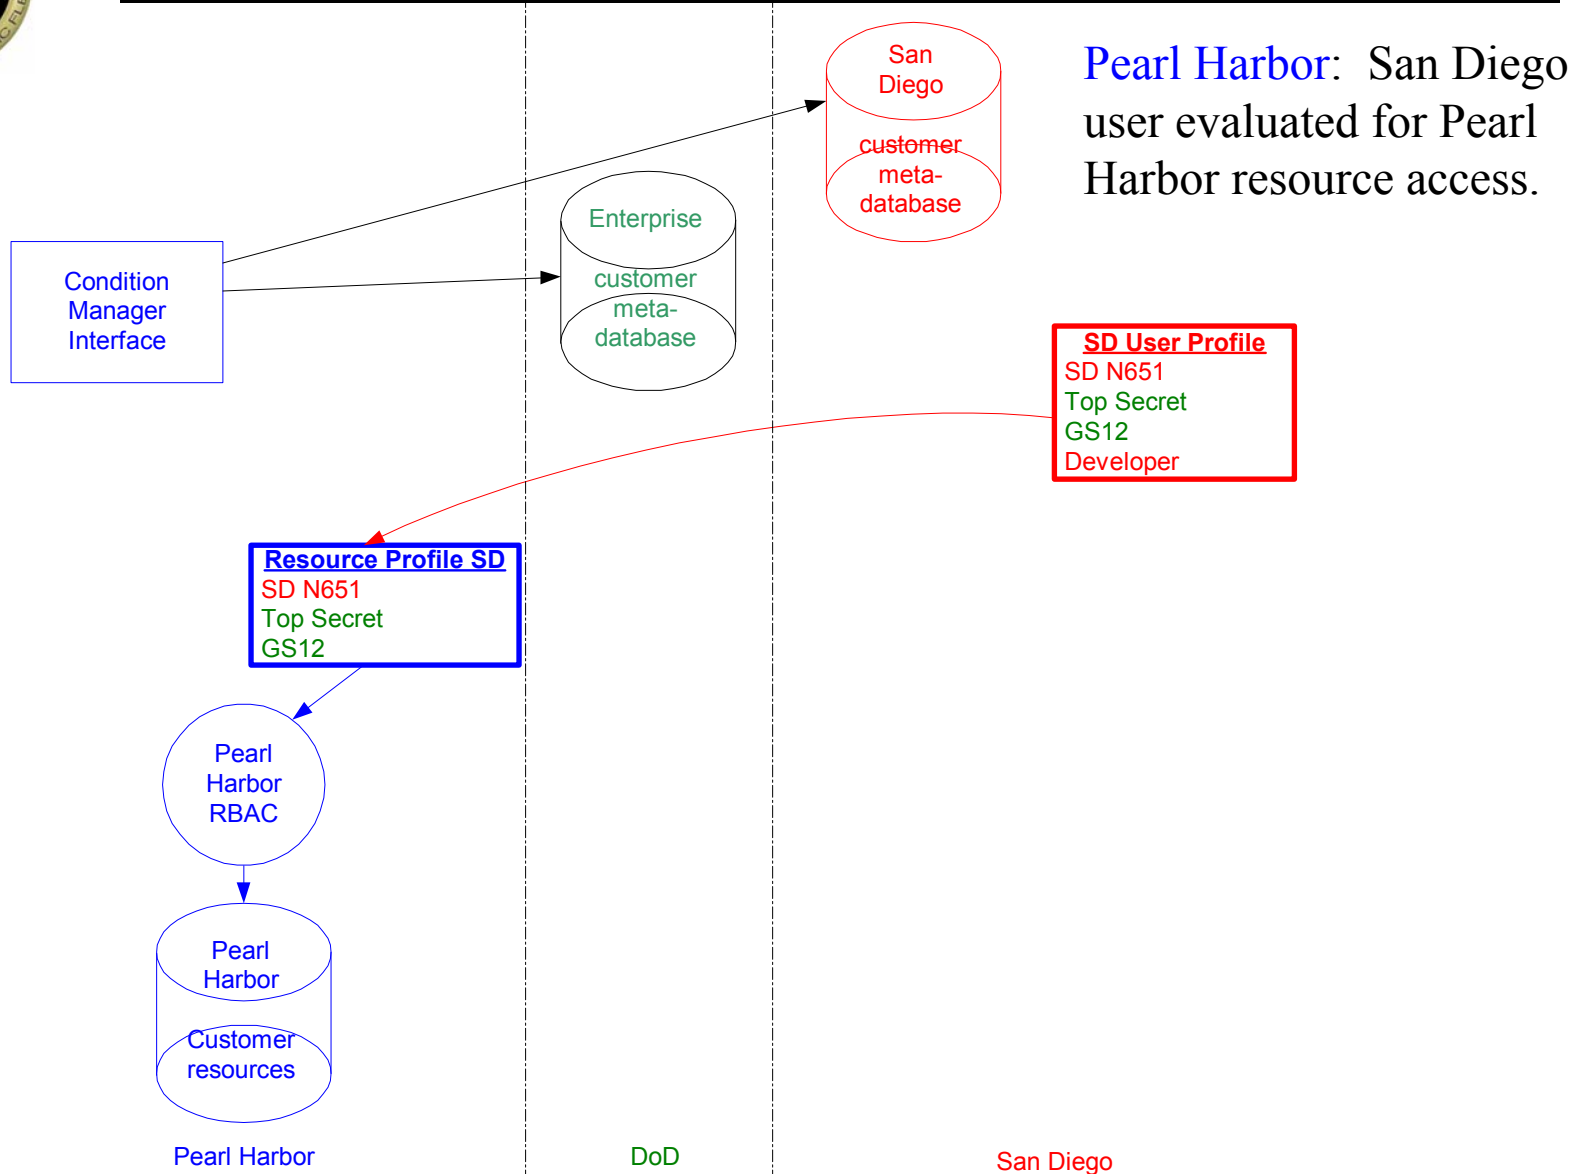 Pearl Harbor: San Diego
user evaluated for Pearl
Harbor resource access.
San
Diego
customer
meta-
database
Enterprise
customer
meta-
database
Condition
Manager
Interface
SD User Profile
SD N651
Top Secret
GS12
Developer
Resource Profile SD
SD N651
Top Secret
GS12
Pearl
Harbor
RBAC
Pearl
Harbor
Customer
resources
Pearl Harbor
DoD
San Diego